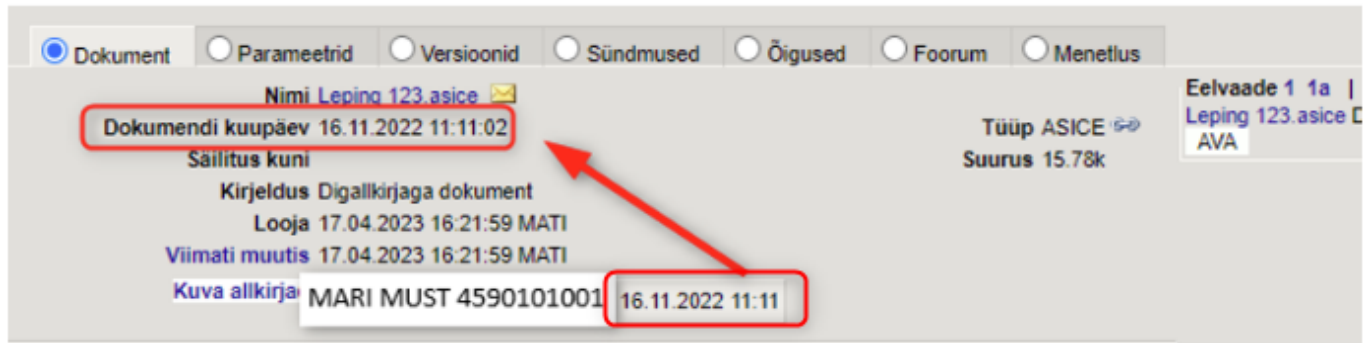 Dokument Parameetrid Versioonid Sündmused Õigused Foorum Menetlus
Nimi Leping 123.asice
Dokumendi kuupäev 16.11.2022 11:11:02
Säilitus kuni
Kirjeldus Digallkirjaga dokument
Looja 17.04.2023 16:21:59 MATI
Viimati muutis 17.04.2023 16:21:59 MATI
Kuva allkirja MARI MUST 4590101001 16.11.2022 11:11
Tüüp ASICE
Suurus 15.78k
Eelvaade 1 1a |
Leping 123.asice D
AVA